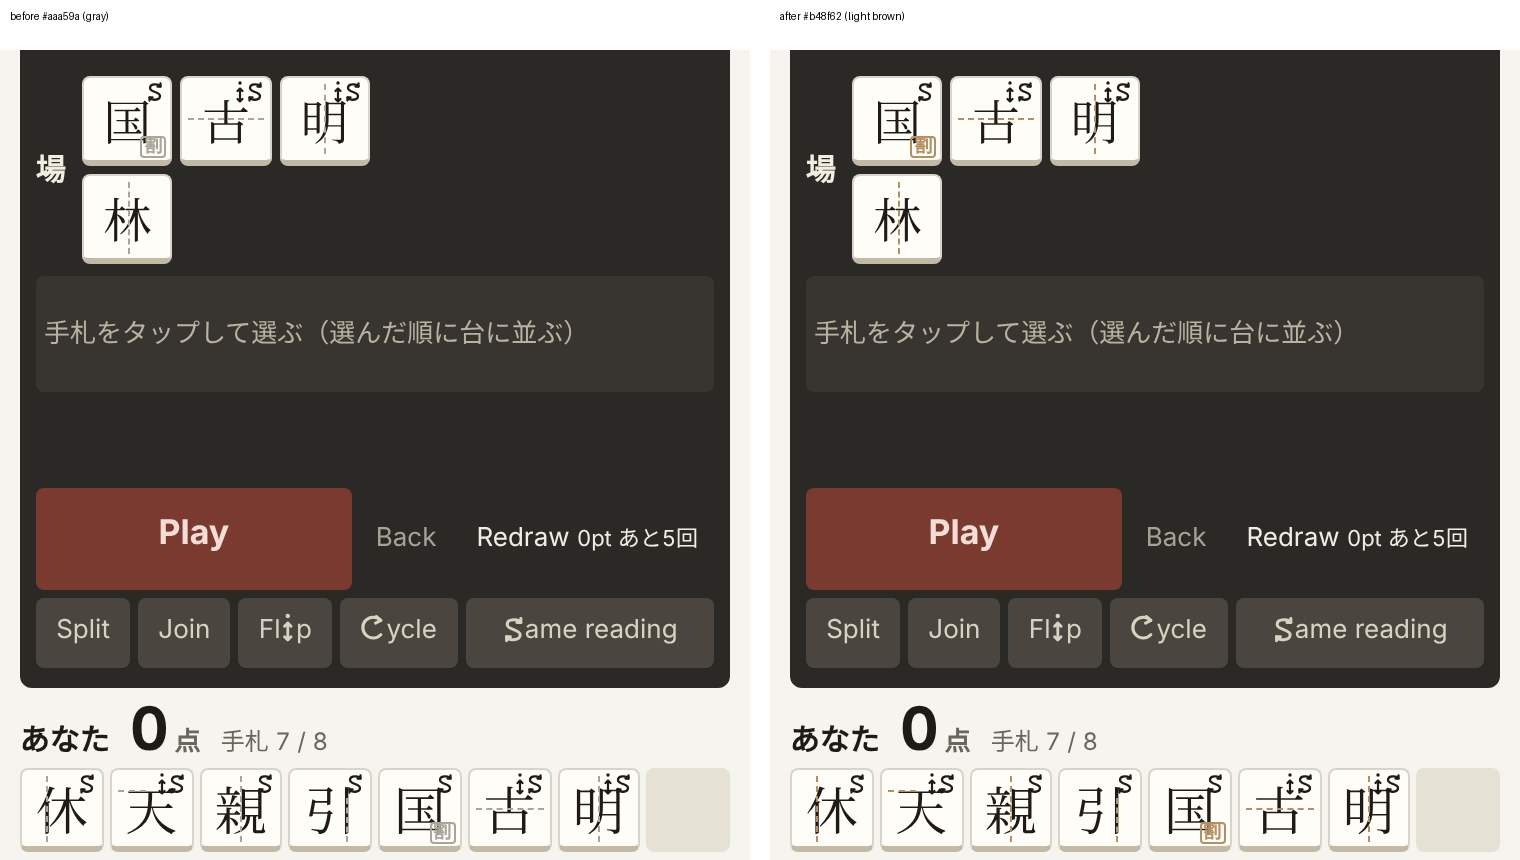 before #aaa59a (gray)
場
国 S 割
古 ↕S
明 ↕S
林
手札をタップして選ぶ（選んだ順に台に並ぶ）
Play
Back
Redraw 0pt あと5回
Split
Join
Flip
Cycle
Same reading
あなた 0 点 手札 7 / 8
休 S
天 ↕S
親 S
引 S
国 S 割
古 ↕S
明 ↕S
after #b48f62 (light brown)
場
国 S 割
古 ↕S
明 ↕S
林
手札をタップして選ぶ（選んだ順に台に並ぶ）
Play
Back
Redraw 0pt あと5回
Split
Join
Flip
Cycle
Same reading
あなた 0 点 手札 7 / 8
休 S
天 ↕S
親 S
引 S
国 S 割
古 ↕S
明 ↕S